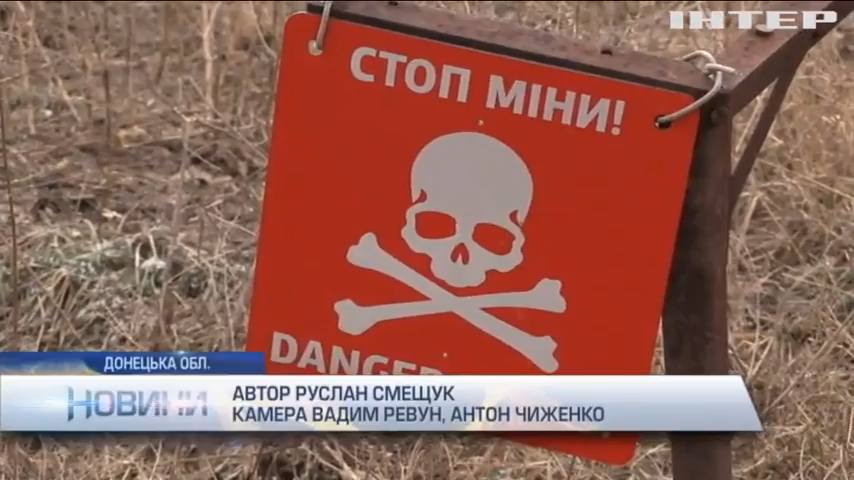 ІНТЕР
СТОП МІНИ!
DANGER
ДОНЕЦЬКА ОБЛ.
НОВИНИ
АВТОР РУСЛАН СМЕЩУК
КАМЕРА ВАДИМ РЕВУН, АНТОН ЧИЖЕНКО